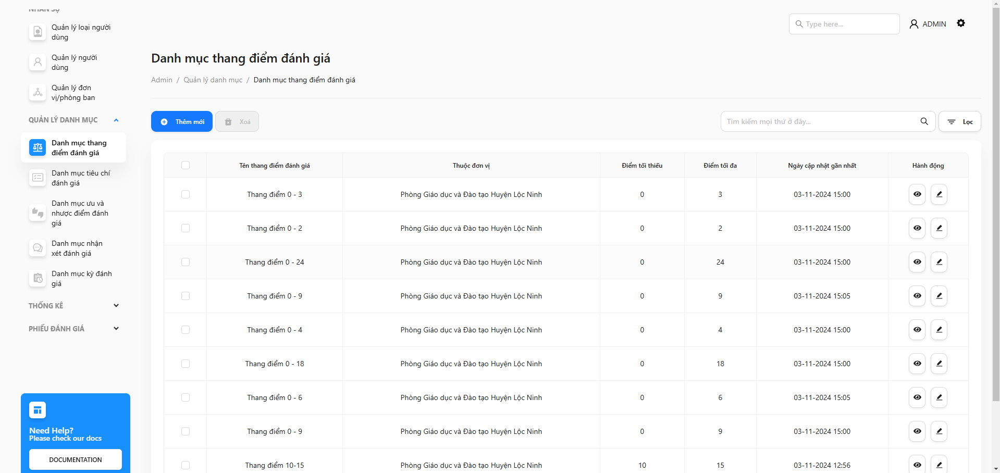 NHÂN SỰ
Quản lý loại người
dùng
Quản lý người
dùng
Quản lý đơn
vị/phòng ban
QUẢN LÝ DANH MỤC
Danh mục thang
điểm đánh giá
Danh mục tiêu chí
đánh giá
Danh mục ưu và
nhược điểm đánh
giá
Danh mục nhận
xét đánh giá
Danh mục kỳ đánh
giá
THỐNG KÊ
PHIẾU ĐÁNH GIÁ
Need Help?
Please check our docs
DOCUMENTATION
Type here...
ADMIN
Danh mục thang điểm đánh giá
Admin / Quản lý danh mục / Danh mục thang điểm đánh giá
Thêm mới
Xoá
Tìm kiếm mọi thứ ở đây...
Lọc
Tên thang điểm đánh giá Thuộc đơn vị Điểm tối thiểu Điểm tối đa Ngày cập nhật gần nhất Hành động
Thang điểm 0 - 3 Phòng Giáo dục và Đào tạo Huyện Lộc Ninh 0 3 03-11-2024 15:00
Thang điểm 0 - 2 Phòng Giáo dục và Đào tạo Huyện Lộc Ninh 0 2 03-11-2024 15:00
Thang điểm 0 - 24 Phòng Giáo dục và Đào tạo Huyện Lộc Ninh 0 24 03-11-2024 15:00
Thang điểm 0 - 9 Phòng Giáo dục và Đào tạo Huyện Lộc Ninh 0 9 03-11-2024 15:05
Thang điểm 0 - 4 Phòng Giáo dục và Đào tạo Huyện Lộc Ninh 0 4 03-11-2024 15:00
Thang điểm 0 - 18 Phòng Giáo dục và Đào tạo Huyện Lộc Ninh 0 18 03-11-2024 15:00
Thang điểm 0 - 6 Phòng Giáo dục và Đào tạo Huyện Lộc Ninh 0 6 03-11-2024 15:05
Thang điểm 0 - 9 Phòng Giáo dục và Đào tạo Huyện Lộc Ninh 0 9 03-11-2024 15:00
Thang điểm 10-15 Phòng Giáo dục và Đào tạo Huyện Lộc Ninh 10 15 03-11-2024 12:56